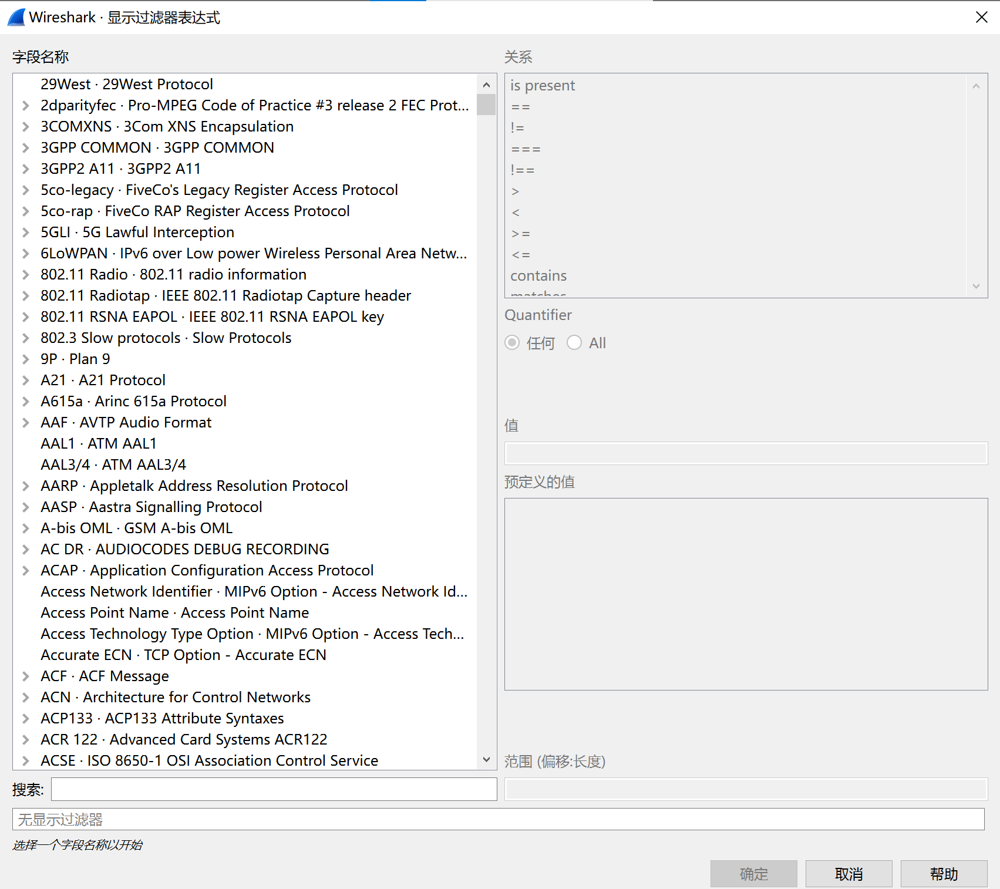 Wireshark · 显示过滤器表达式
字段名称
29West · 29West Protocol
2dparityfec · Pro-MPEG Code of Practice #3 release 2 FEC Prot...
3COMXNS · 3Com XNS Encapsulation
3GPP COMMON · 3GPP COMMON
3GPP2 A11 · 3GPP2 A11
5co-legacy · FiveCo's Legacy Register Access Protocol
5co-rap · FiveCo RAP Register Access Protocol
5GLI · 5G Lawful Interception
6LoWPAN · IPv6 over Low power Wireless Personal Area Netw...
802.11 Radio · 802.11 radio information
802.11 Radiotap · IEEE 802.11 Radiotap Capture header
802.11 RSNA EAPOL · IEEE 802.11 RSNA EAPOL key
802.3 Slow protocols · Slow Protocols
9P · Plan 9
A21 · A21 Protocol
A615a · Arinc 615a Protocol
AAF · AVTP Audio Format
AAL1 · ATM AAL1
AAL3/4 · ATM AAL3/4
AARP · Appletalk Address Resolution Protocol
AASP · Aastra Signalling Protocol
A-bis OML · GSM A-bis OML
AC DR · AUDIOCODES DEBUG RECORDING
ACAP · Application Configuration Access Protocol
Access Network Identifier · MIPv6 Option - Access Network Id...
Access Point Name · Access Point Name
Access Technology Type Option · MIPv6 Option - Access Tech...
Accurate ECN · TCP Option - Accurate ECN
ACF · ACF Message
ACN · Architecture for Control Networks
ACP133 · ACP133 Attribute Syntaxes
ACR 122 · Advanced Card Systems ACR122
ACSE · ISO 8650-1 OSI Association Control Service
搜索:
关系
is present
==
!=
===
!==
>
<
>=
<=
contains
matches
Quantifier
任何 All
值
预定义的值
范围 (偏移:长度)
无显示过滤器
选择一个字段名称以开始
确定 取消 帮助